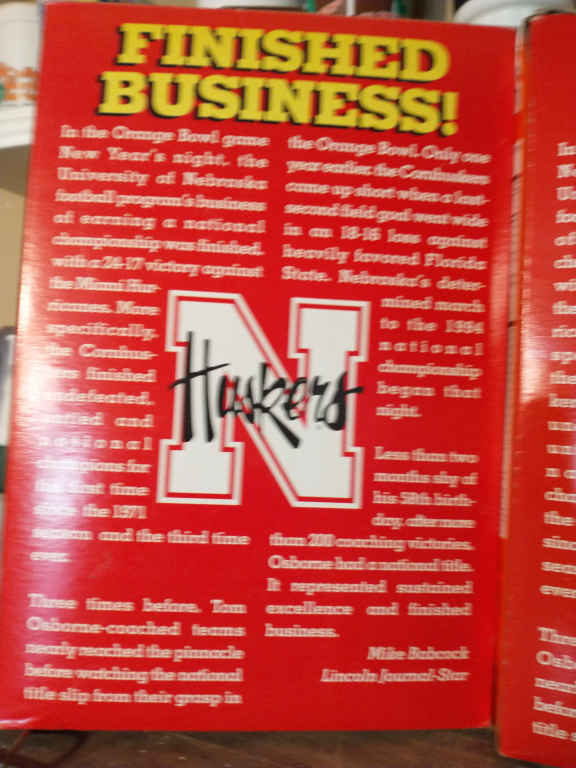 FINISHED
BUSINESS!
In the Orange Bowl game
New Year's night, the
University of Nebraska
football program's business
of earning a national
championship was finished.
with a 24-17 victory against
the Miami Hur-
ricanes. More
specifically,
the Cornhus-
kers finished
undefeated,
untied and
national
champions for
the first time
since the 1971
season and the third time
ever.
Three times before, Tom
Osborne-coached teams
nearly reached the pinnacle
before watching the national
title slip from their grasp in
the Orange Bowl. Only one
year earlier, the Cornhuskers
came up short when a last-
second field goal went wide
in an 18-16 loss against
heavily favored Florida
State. Nebraska's deter-
mined march
to the 1994
national
championship
began that
night.
Less than two
months shy of
his 58th birth-
day, after
than 200 coaching victories,
Osborne had a national title.
It represented sustained
excellence and finished
business.
Mike Babcock
Lincoln Journal-Star
Huskers
N